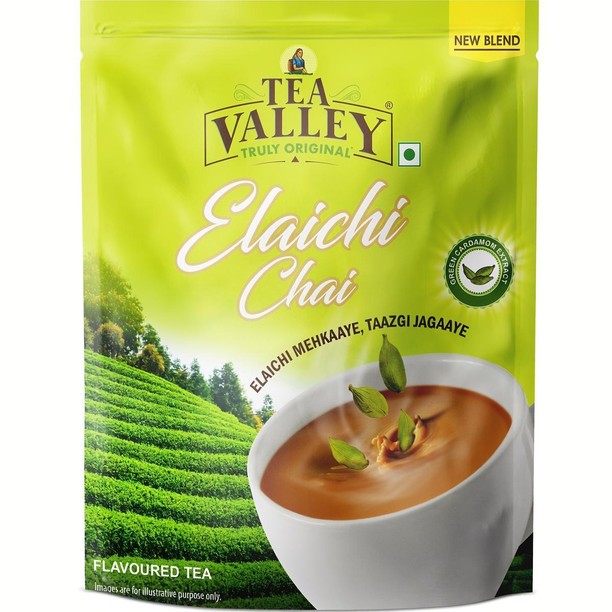 NEW BLEND
TEA
VALLEY®
TRULY ORIGINAL
Elaichi
Chai
GREEN CARDAMOM EXTRACT
ELAICHI MEHKAAYE, TAAZGI JAGAAYE
FLAVOURED TEA
Images are for illustrative purpose only.